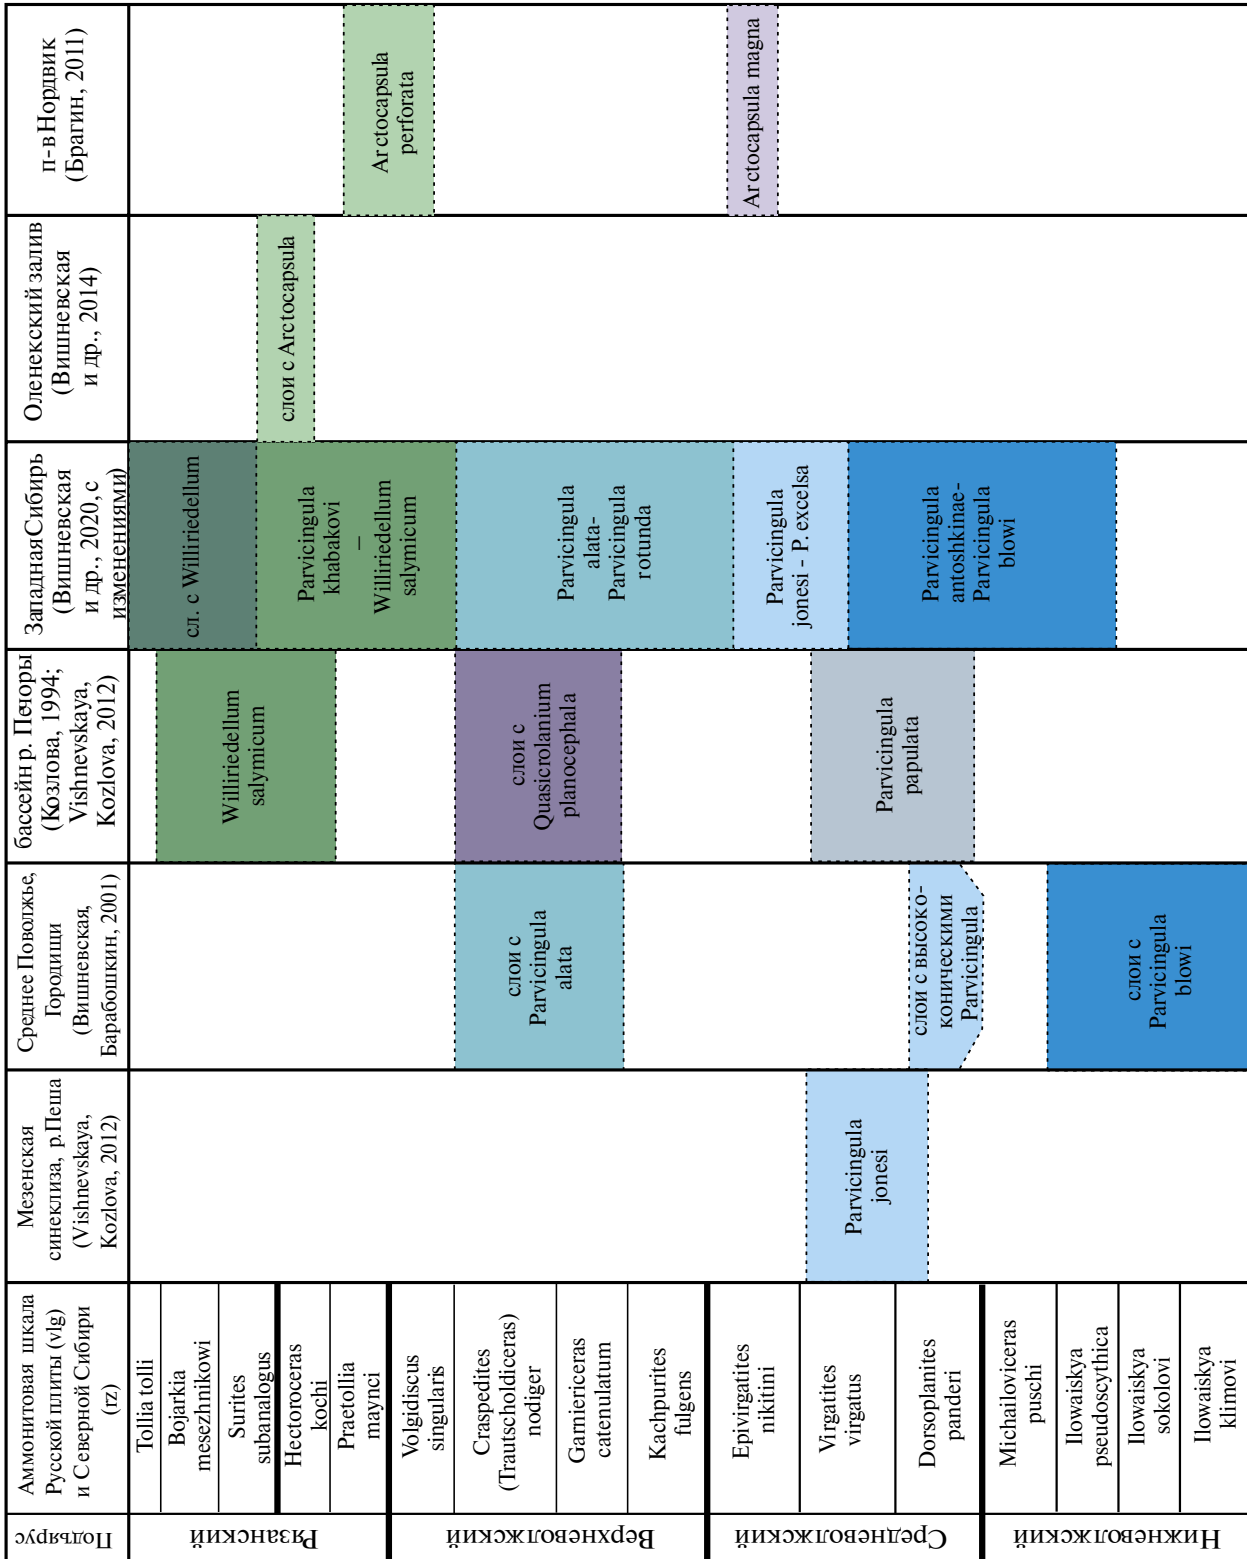 Подъярус
Аммонитовая шкала
Русской плиты (vlg)
и Северной Сибири
(rz)
Мезенская
синеклиза, р.Пеша
(Vishnevskaya,
Kozlova, 2012)
Среднее Поволжье,
Городищи
(Вишневская,
Барабошкин, 2001)
бассейн р. Печоры
(Козлова, 1994;
Vishnevskaya,
Kozlova, 2012)
Западная Сибирь
(Вишневская
и др., 2020, с
изменениями)
Оленекский залив
(Вишневская
и др., 2014)
п-в Нордвик
(Брагин, 2011)
Рязанский
Верхневолжский
Средневолжский
Нижневолжский
Tollia tolli
Bojarkia
mesezhnikowi
Surites
subanalogus
Hectoroceras
kochi
Praetollia
maynci
Volgidiscus
singularis
Craspedites
(Trautscholdiceras)
nodiger
Garniericeras
catenulatum
Kachpurites
fulgens
Epivirgatites
nikitini
Virgatites
virgatus
Dorsoplanites
panderi
Michailoviceras
puschi
Ilowaiskya
pseudoscythica
Ilowaiskya
sokolovi
Ilowaiskya
klimovi
Parvicingula
jonesi
слои с
Parvicingula
alata
слои с высоко-
коническими
Parvicingula
слои с
Parvicingula
blowi
Williriedellum
salymicum
слои с
Quasicrolanium
planocephala
Parvicingula
papulata
сл. с Williriedellum
Parvicingula
khabakovi
–
Williriedellum
salymicum
Parvicingula
alata-
Parvicingula
rotunda
Parvicingula
jonesi - P. excelsa
Parvicingula
antoshkinae-
Parvicingula
blowi
слои с Arctocapsula
Arctocapsula
perforata
Arctocapsula magna